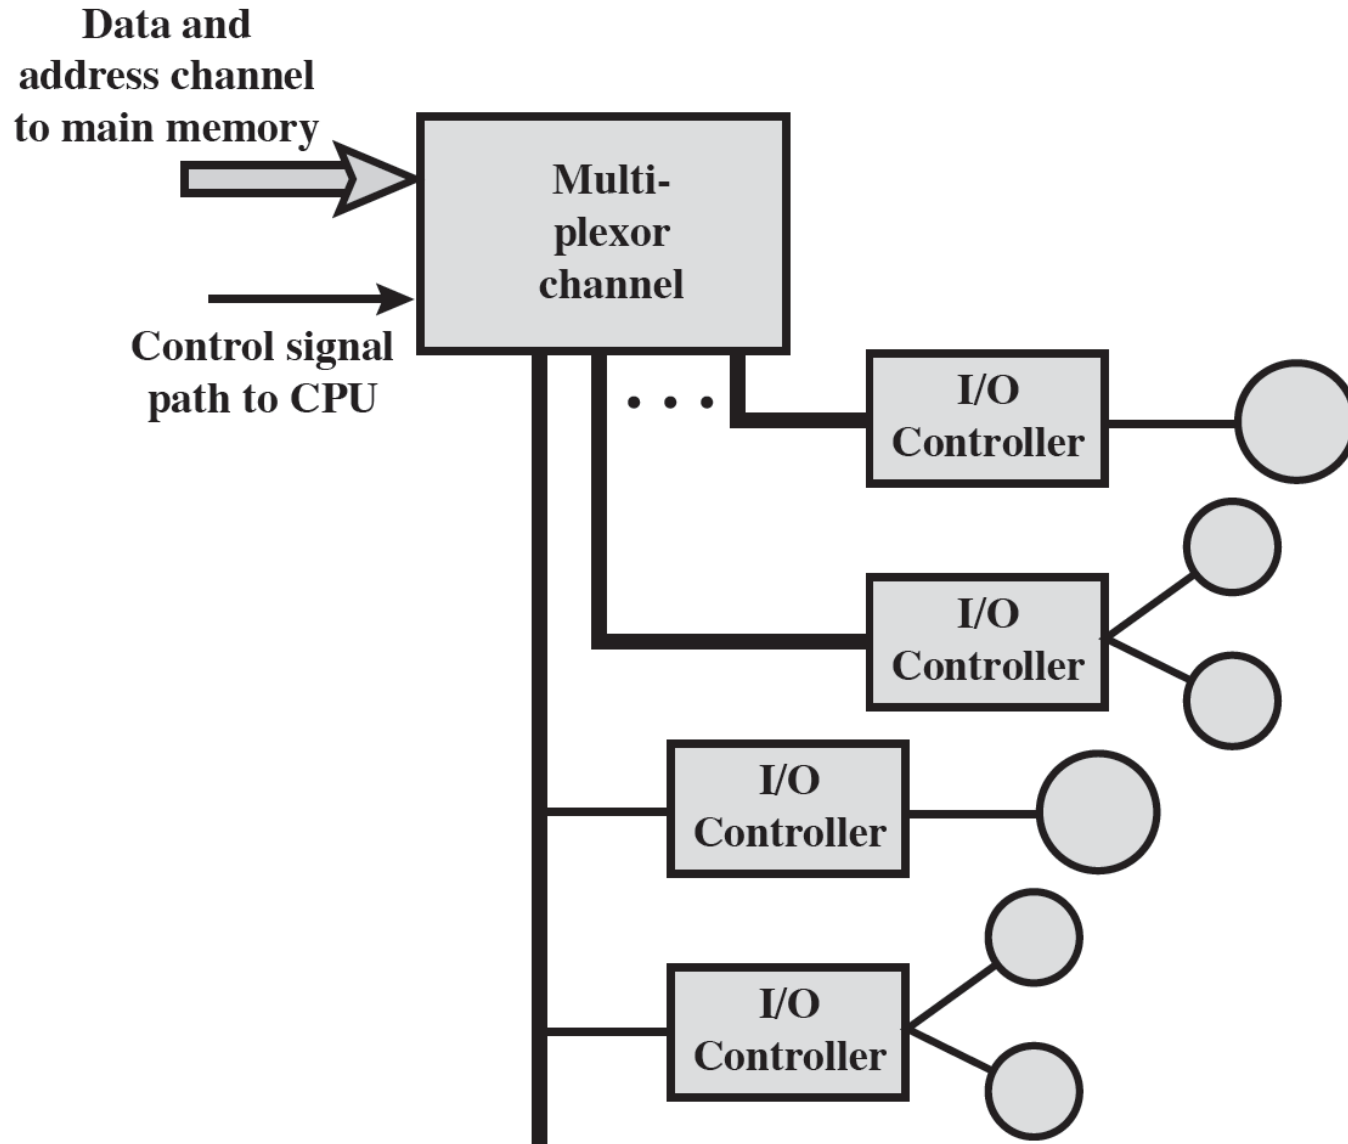 Data and
address channel
to main memory
Multi-
plexor
channel
Control signal
path to CPU
. . .
I/O
Controller
I/O
Controller
I/O
Controller
I/O
Controller